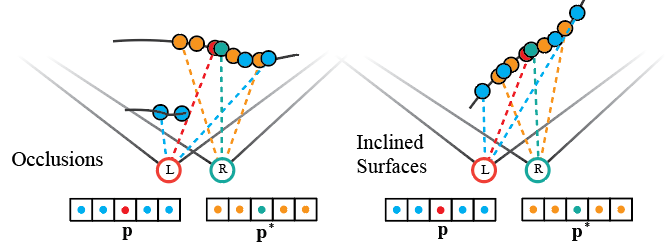 Occlusions
L
R
p
p*
Inclined
Surfaces
L
R
p
p*